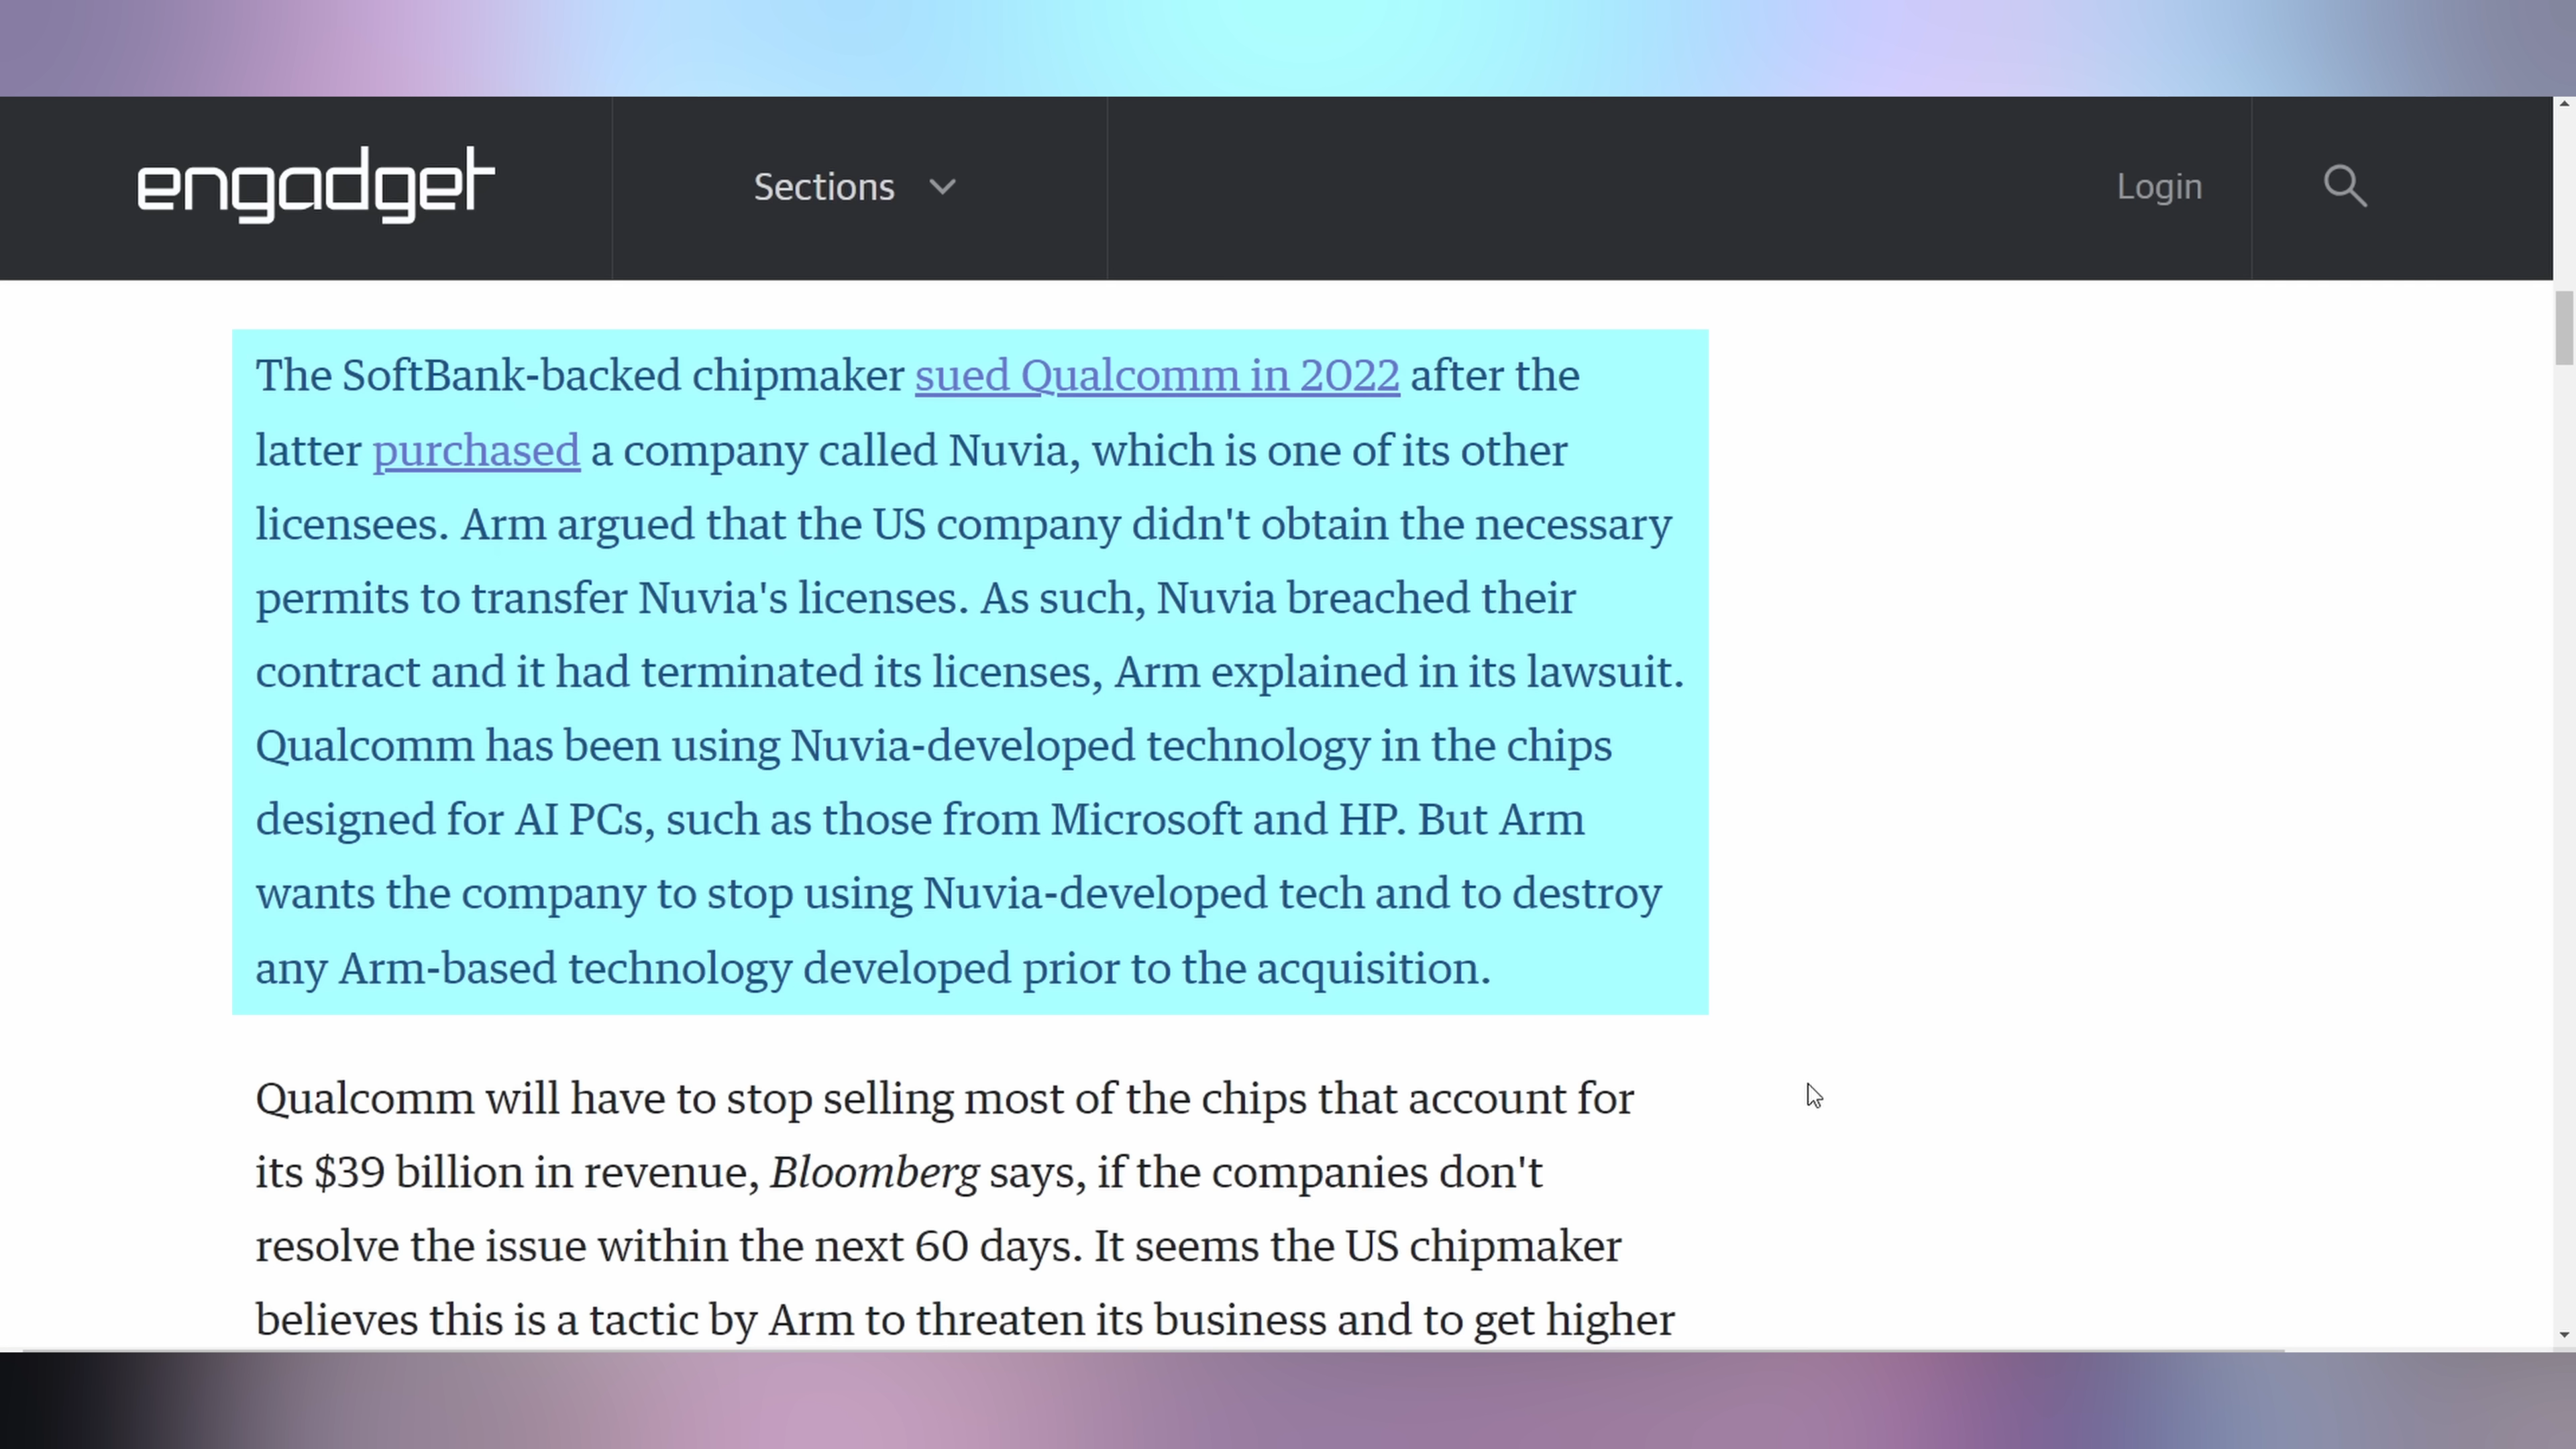 engadget
Sections
Login
The SoftBank-backed chipmaker sued Qualcomm in 2022 after the
latter purchased a company called Nuvia, which is one of its other
licensees. Arm argued that the US company didn't obtain the necessary
permits to transfer Nuvia's licenses. As such, Nuvia breached their
contract and it had terminated its licenses, Arm explained in its lawsuit.
Qualcomm has been using Nuvia-developed technology in the chips
designed for AI PCs, such as those from Microsoft and HP. But Arm
wants the company to stop using Nuvia-developed tech and to destroy
any Arm-based technology developed prior to the acquisition.
Qualcomm will have to stop selling most of the chips that account for
its $39 billion in revenue, Bloomberg says, if the companies don't
resolve the issue within the next 60 days. It seems the US chipmaker
believes this is a tactic by Arm to threaten its business and to get higher